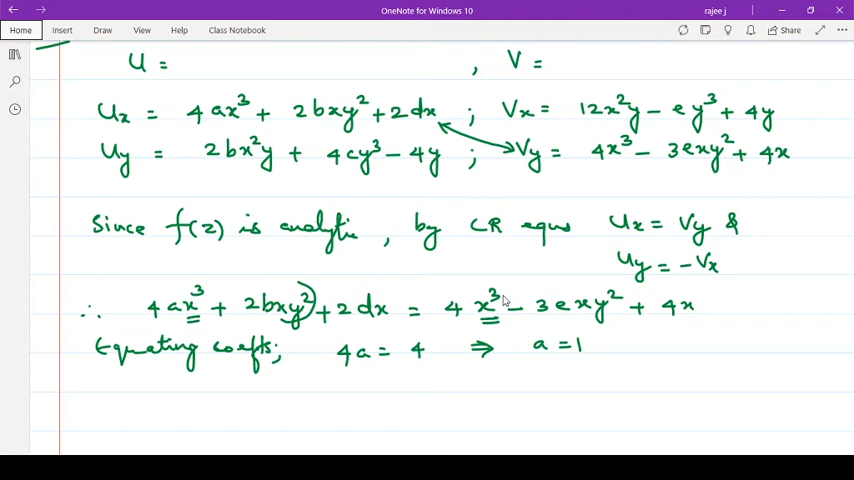 OneNote for Windows 10
rajee j
Home Insert Draw View Help Class Notebook Share
U = , V =
Ux = 4ax³ + 2bxy² + 2dx ; Vx = 12x²y - ey³ + 4y
Uy = 2bx²y + 4cy³ - 4y ; Vy = 4x³ - 3exy² + 4x
Since f(z) is analytic, by CR equs Ux = Vy &
Uy = -Vx
∴ 4ax³ + 2bxy² + 2dx = 4x³ - 3exy² + 4x
Equating coefts; 4a = 4 ⇒ a = 1